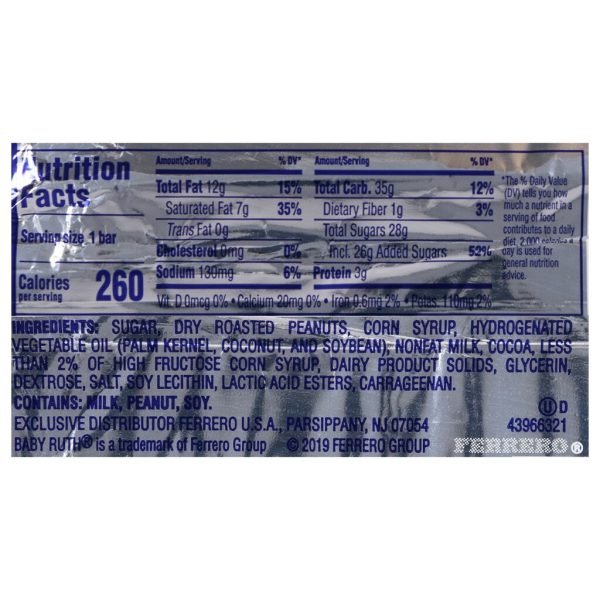 Nutrition Facts
Serving size 1 bar
Calories per serving 260
Amount/Serving % DV*
Total Fat 12g 15%
Saturated Fat 7g 35%
Trans Fat 0g
Cholesterol 0mg 0%
Sodium 130mg 6%
Amount/Serving % DV*
Total Carb. 35g 12%
Dietary Fiber 1g 3%
Total Sugars 28g
Incl. 26g Added Sugars 52%
Protein 3g
Vit. D 0mcg 0% • Calcium 20mg 0% • Iron 0.6mg 2% • Potas. 110mg 2%
*The % Daily Value
(DV) tells you how
much a nutrient in a
serving of food
contributes to a daily
diet. 2,000 calories a
day is used for
general nutrition
advice.
INGREDIENTS: SUGAR, DRY ROASTED PEANUTS, CORN SYRUP, HYDROGENATED
VEGETABLE OIL (PALM KERNEL, COCONUT, AND SOYBEAN), NONFAT MILK, COCOA, LESS
THAN 2% OF HIGH FRUCTOSE CORN SYRUP, DAIRY PRODUCT SOLIDS, GLYCERIN,
DEXTROSE, SALT, SOY LECITHIN, LACTIC ACID ESTERS, CARRAGEENAN.
CONTAINS: MILK, PEANUT, SOY.
EXCLUSIVE DISTRIBUTOR FERRERO U.S.A., PARSIPPANY, NJ 07054
BABY RUTH® is a trademark of Ferrero Group © 2019 FERRERO GROUP
Ⓤ D
43966321
FERRERO®